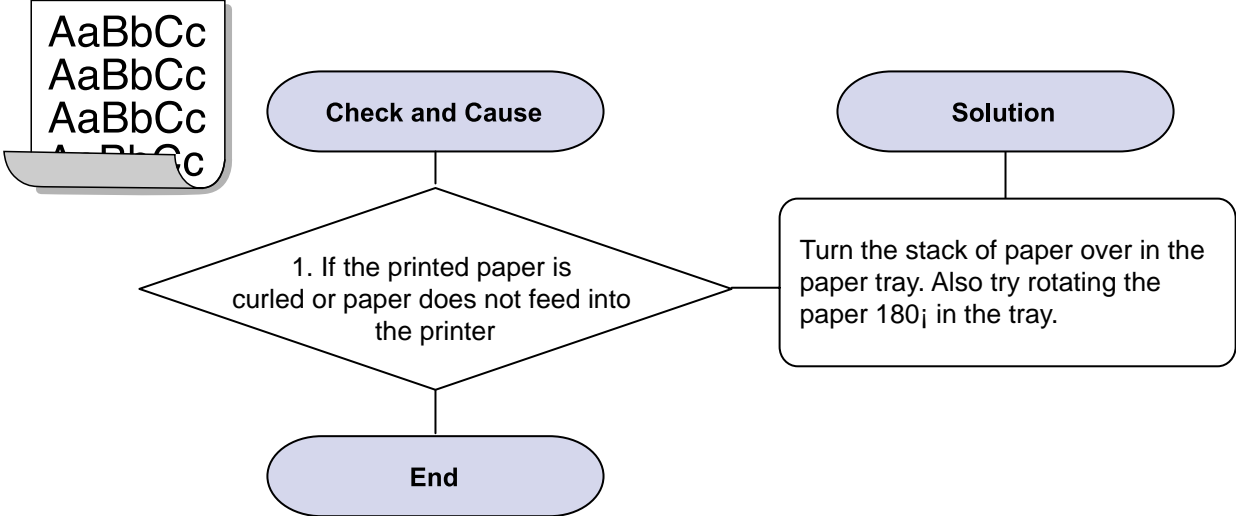 AaBbCc
AaBbCc
AaBbCc
Cc
Check and Cause
1. If the printed paper is
curled or paper does not feed into
the printer
End
Solution
Turn the stack of paper over in the
paper tray. Also try rotating the
paper 180¡ in the tray.